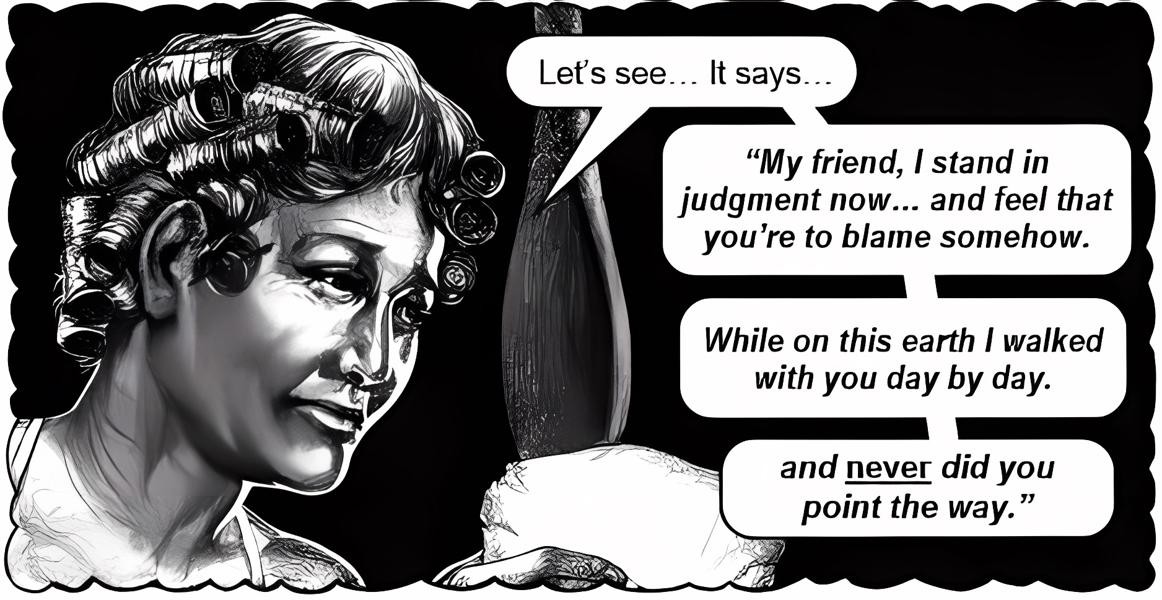 Let's see... It says...
“My friend, I stand in
judgment now... and feel that
you're to blame somehow.
While on this earth I walked
with you day by day.
and never did you
point the way.”